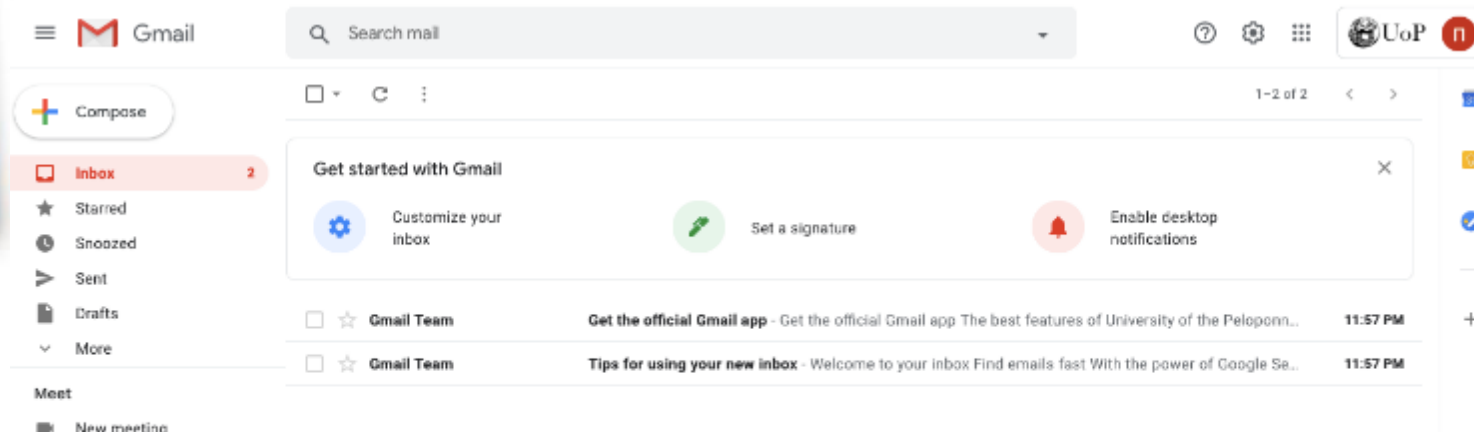 Gmail
Search mail
UoP
п
Compose
1–2 of 2
Inbox 2
Starred
Snoozed
Sent
Drafts
More
Meet
New meeting
Get started with Gmail
Customize your
inbox
Set a signature
Enable desktop
notifications
Gmail Team Get the official Gmail app - Get the official Gmail app The best features of University of the Peloponn... 11:57 PM
Gmail Team Tips for using your new inbox - Welcome to your inbox Find emails fast With the power of Google Se... 11:57 PM